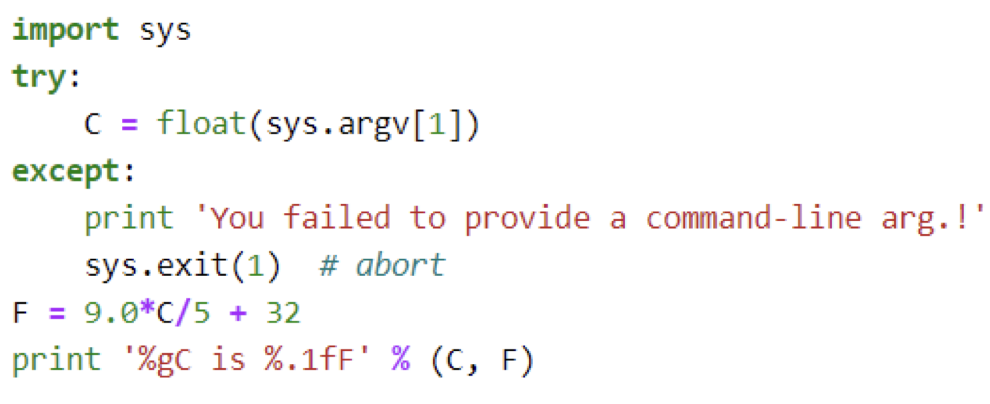 import sys
try:
    C = float(sys.argv[1])
except:
    print 'You failed to provide a command-line arg.!'
    sys.exit(1)  # abort
F = 9.0*C/5 + 32
print '%gC is %.1fF' % (C, F)